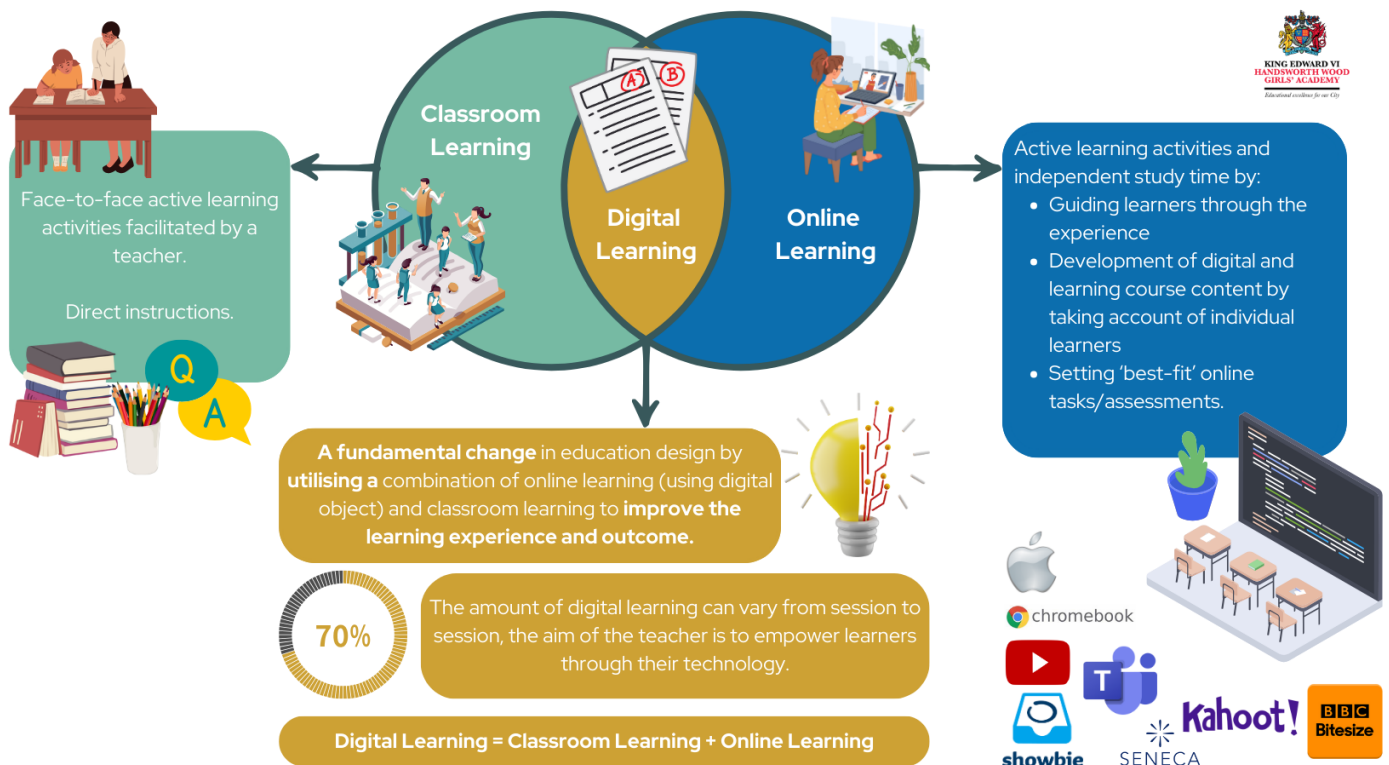 KING EDWARD VI
HANDSWORTH WOOD
GIRLS' ACADEMY
Educational excellence for our City
Classroom
Learning
A
B
Digital
Learning
Online
Learning
Face-to-face active learning
activities facilitated by a
teacher.
Direct instructions.
Q
A
Active learning activities and
independent study time by:
• Guiding learners through the
experience
• Development of digital and
learning course content by
taking account of individual
learners
• Setting ‘best-fit’ online
tasks/assessments.
A fundamental change in education design by
utilising a combination of online learning (using digital
object) and classroom learning to improve the
learning experience and outcome.
70%
The amount of digital learning can vary from session to
session, the aim of the teacher is to empower learners
through their technology.
Digital Learning = Classroom Learning + Online Learning
chromebook
T
showbie
SENECA
Kahoot!
BBC
Bitesize